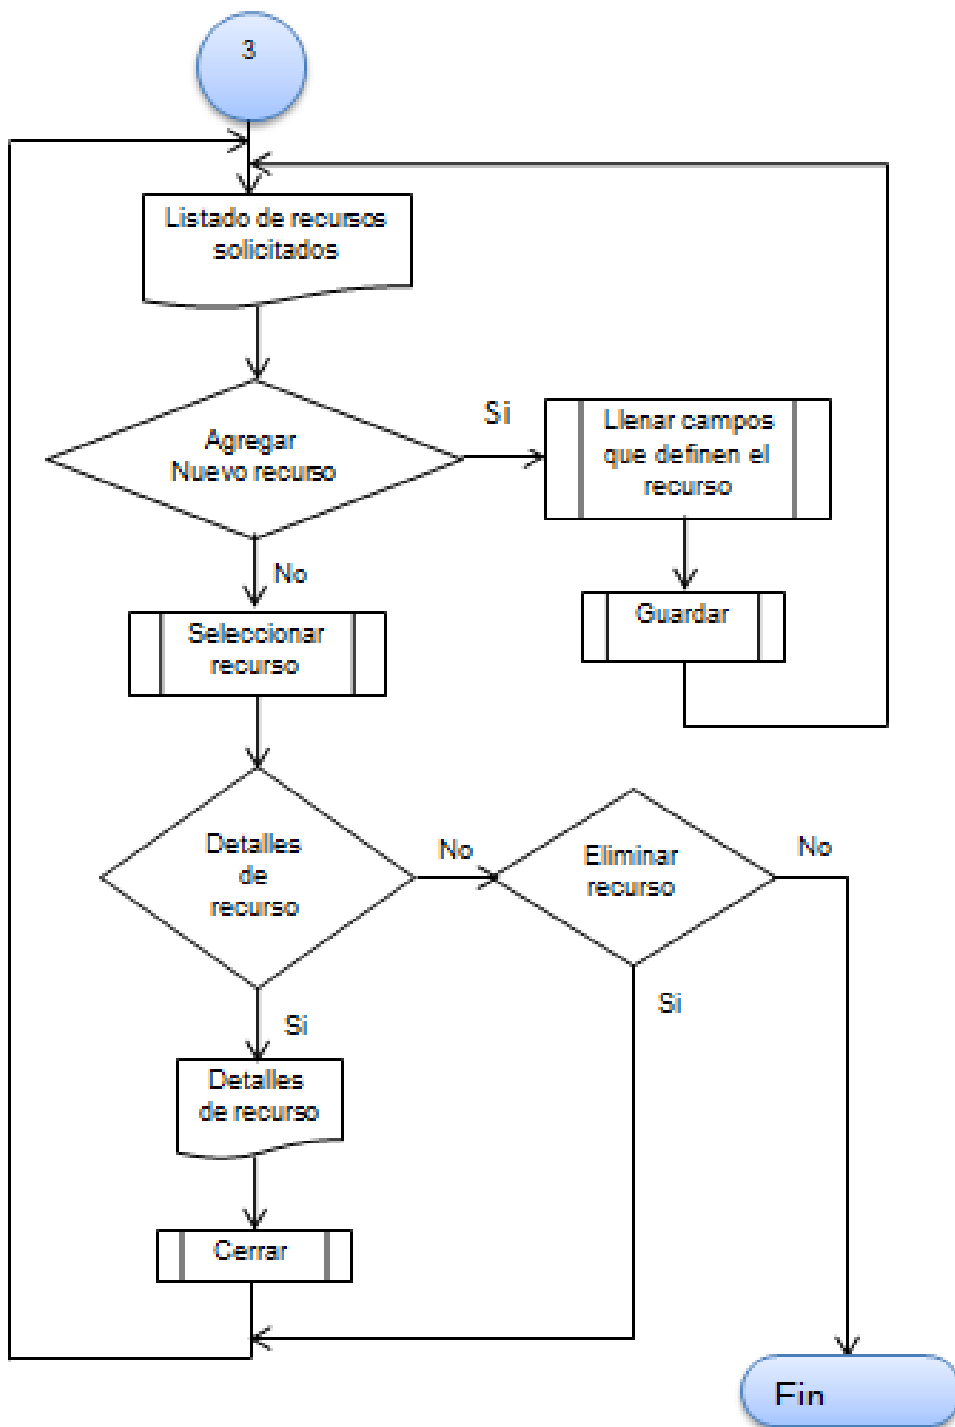 3
Listado de recursos
solicitados
Agregar
Nuevo recurso
Si
Llenar campos
que definen el
recurso
No
Guardar
Seleccionar
recurso
Detalles
de
recurso
No
Eliminar
recurso
No
Si
Si
Detalles
de recurso
Cerrar
Fin